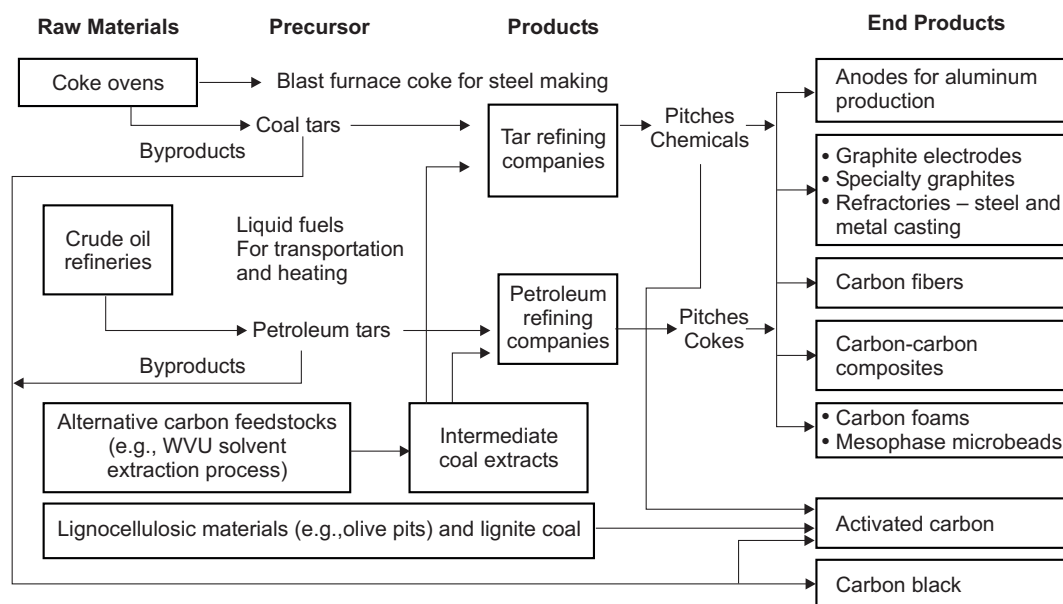 Raw Materials
Precursor
Products
End Products
Coke ovens
Blast furnace coke for steel making
Anodes for aluminum
production
Coal tars
Byproducts
Tar refining
companies
Pitches
Chemicals
• Graphite electrodes
• Specialty graphites
• Refractories – steel and
metal casting
Crude oil
refineries
Liquid fuels
For transportation
and heating
Carbon fibers
Petroleum tars
Byproducts
Petroleum
refining
companies
Pitches
Cokes
Carbon-carbon
composites
Alternative carbon feedstocks
(e.g., WVU solvent
extraction process)
Intermediate
coal extracts
• Carbon foams
• Mesophase microbeads
Lignocellulosic materials (e.g.,olive pits) and lignite coal
Activated carbon
Carbon black